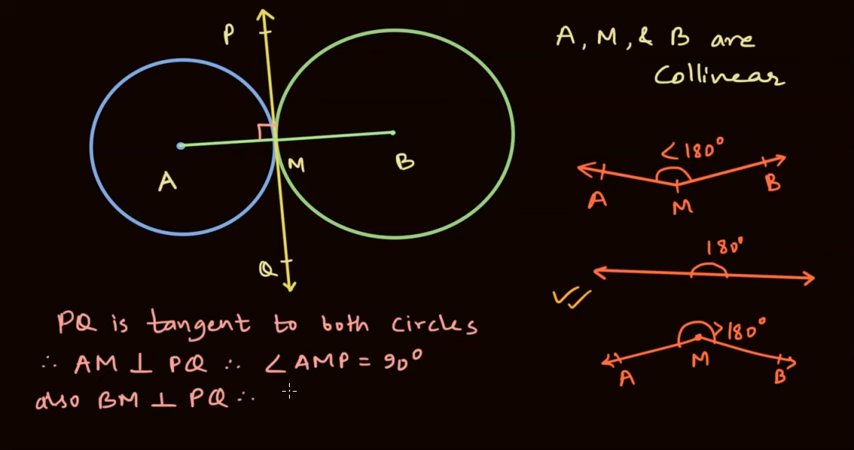 P
A, M, & B are
Collinear
M
B
A
Q
<180°
A
M
B
180°
>180°
A
M
B
PQ is tangent to both circles
∴ AM ⊥ PQ ∴ ∠AMP = 90°
also BM ⊥ PQ ∴